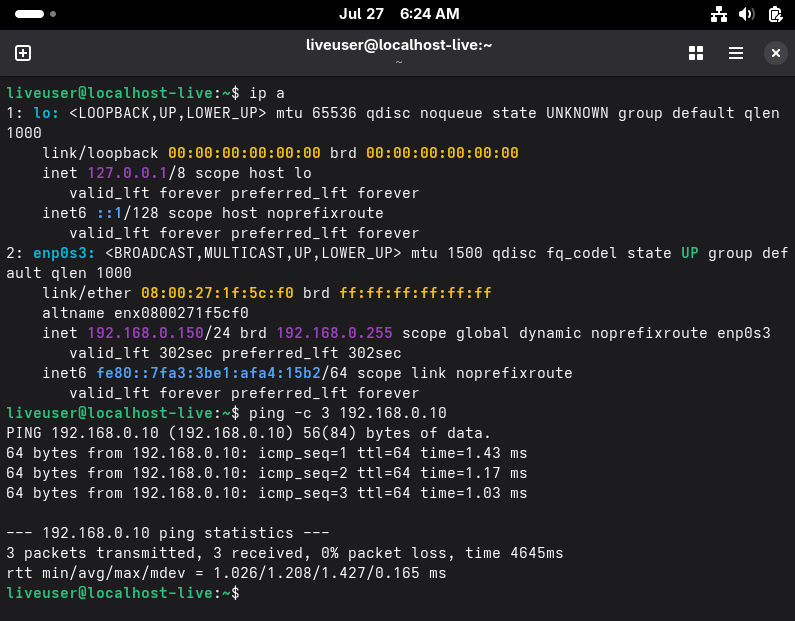 Jul 27 6:24 AM
liveuser@localhost-live:~
~
liveuser@localhost-live:~$ ip a
1: lo: <LOOPBACK,UP,LOWER_UP> mtu 65536 qdisc noqueue state UNKNOWN group default qlen
1000
    link/loopback 00:00:00:00:00:00 brd 00:00:00:00:00:00
    inet 127.0.0.1/8 scope host lo
       valid_lft forever preferred_lft forever
    inet6 ::1/128 scope host noprefixroute
       valid_lft forever preferred_lft forever
2: enp0s3: <BROADCAST,MULTICAST,UP,LOWER_UP> mtu 1500 qdisc fq_codel state UP group def
ault qlen 1000
    link/ether 08:00:27:1f:5c:f0 brd ff:ff:ff:ff:ff:ff
    altname enx0800271f5cf0
    inet 192.168.0.150/24 brd 192.168.0.255 scope global dynamic noprefixroute enp0s3
       valid_lft 302sec preferred_lft 302sec
    inet6 fe80::7fa3:3be1:afa4:15b2/64 scope link noprefixroute
       valid_lft forever preferred_lft forever
liveuser@localhost-live:~$ ping -c 3 192.168.0.10
PING 192.168.0.10 (192.168.0.10) 56(84) bytes of data.
64 bytes from 192.168.0.10: icmp_seq=1 ttl=64 time=1.43 ms
64 bytes from 192.168.0.10: icmp_seq=2 ttl=64 time=1.17 ms
64 bytes from 192.168.0.10: icmp_seq=3 ttl=64 time=1.03 ms

--- 192.168.0.10 ping statistics ---
3 packets transmitted, 3 received, 0% packet loss, time 4645ms
rtt min/avg/max/mdev = 1.026/1.208/1.427/0.165 ms
liveuser@localhost-live:~$